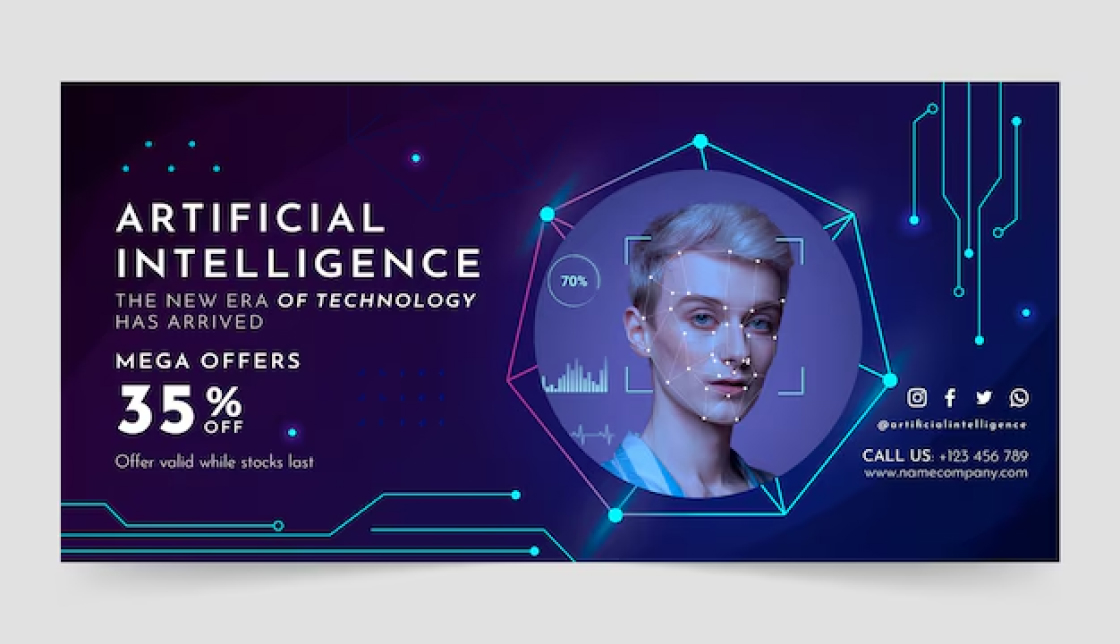 ARTIFICIAL
INTELLIGENCE
THE NEW ERA OF TECHNOLOGY
HAS ARRIVED
MEGA OFFERS
35%
OFF
Offer valid while stocks last
70%
@artificialintelligence
CALL US: +123 456 789
www.namecompany.com